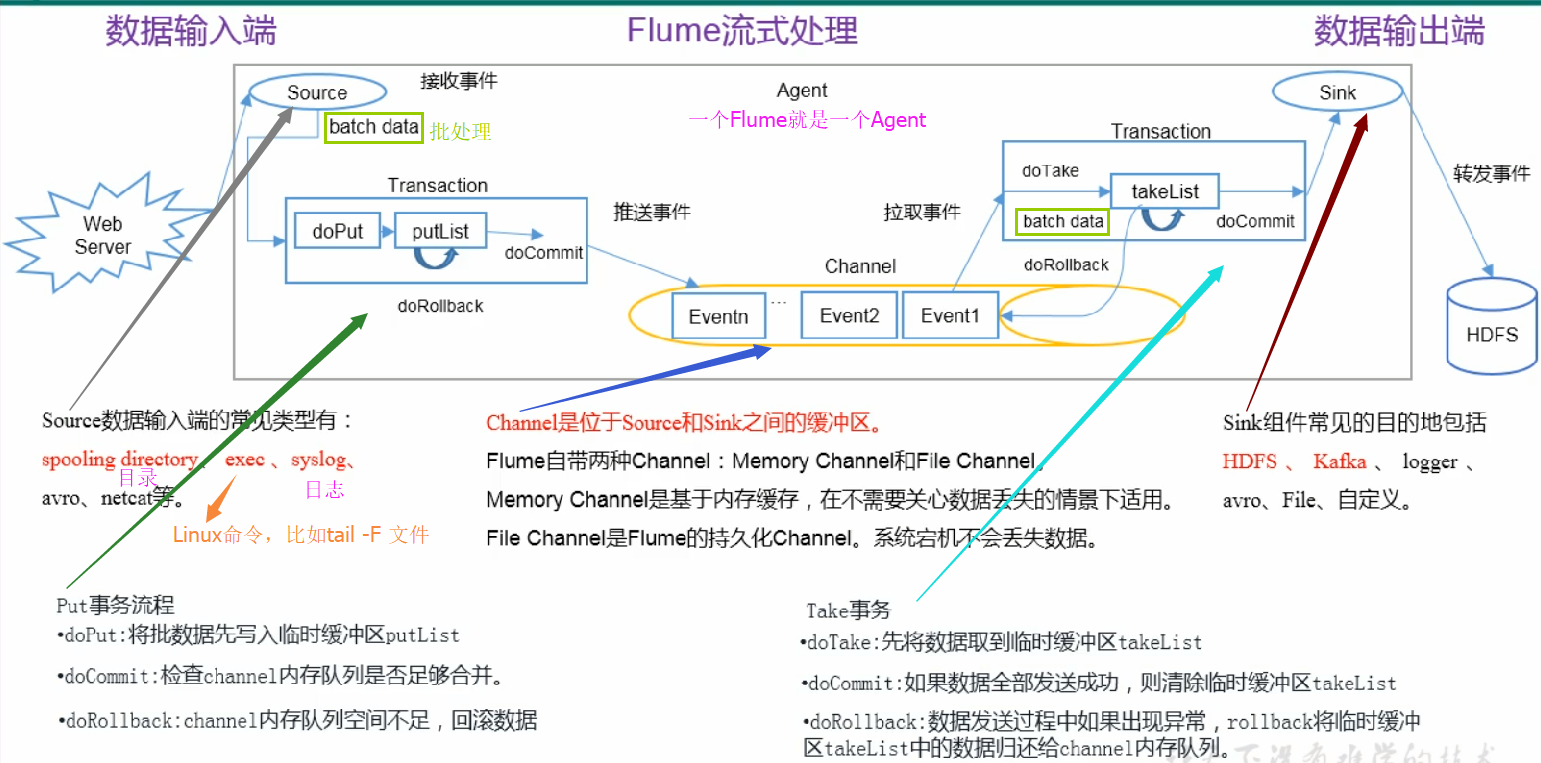 数据输入端
Flume流式处理
数据输出端
Source
接收事件
Agent
Sink
batch data
批处理
一个Flume就是一个Agent
Transaction
Transaction
doPut
putList
doCommit
doRollback
推送事件
拉取事件
doTake
takeList
batch data
doCommit
doRollback
转发事件
Web
Server
Channel
Eventn
...
Event2
Event1
HDFS
Source数据输入端的常见类型有：
spooling directory、 exec 、syslog、
avro、netcat等。
目录
日志
Linux命令，比如tail -F 文件
Channel是位于Source和Sink之间的缓冲区。
Flume自带两种Channel：Memory Channel和File Channel。
Memory Channel是基于内存缓存，在不需要关心数据丢失的情景下适用。
File Channel是Flume的持久化Channel。系统宕机不会丢失数据。
Sink组件常见的目的地包括
HDFS 、 Kafka 、 logger 、
avro、File、自定义。
Put事务流程
•doPut:将批数据先写入临时缓冲区putList
•doCommit:检查channel内存队列是否足够合并。
•doRollback:channel内存队列空间不足，回滚数据
Take事务
•doTake:先将数据取到临时缓冲区takeList
•doCommit:如果数据全部发送成功，则清除临时缓冲区takeList
•doRollback:数据发送过程中如果出现异常，rollback将临时缓冲
区takeList中的数据归还给channel内存队列。